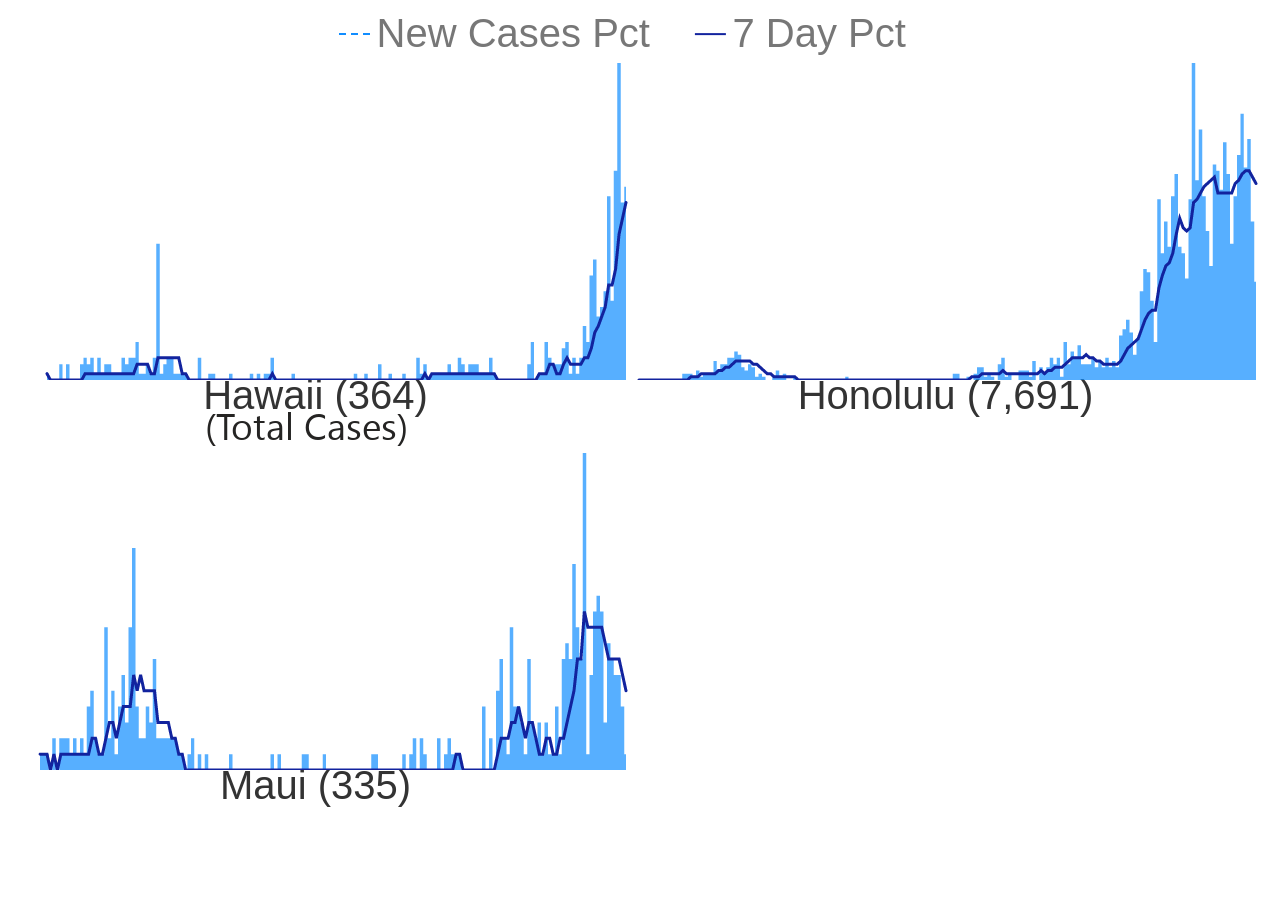 New Cases Pct 7 Day Pct
Hawaii (364)
(Total Cases)
Honolulu (7,691)
Maui (335)